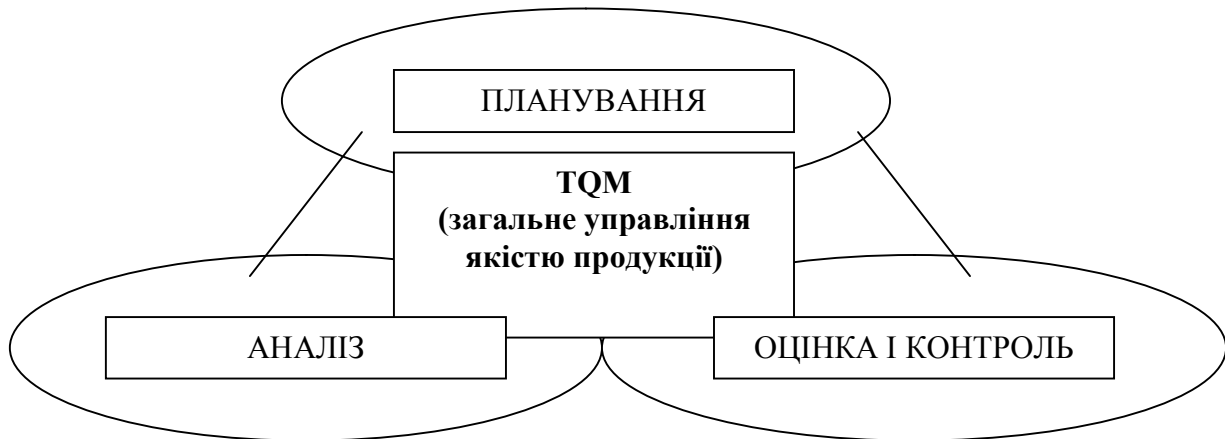 ПЛАНУВАННЯ
TQM
(загальне управління
якістю продукції)
АНАЛІЗ
ОЦІНКА І КОНТРОЛЬ